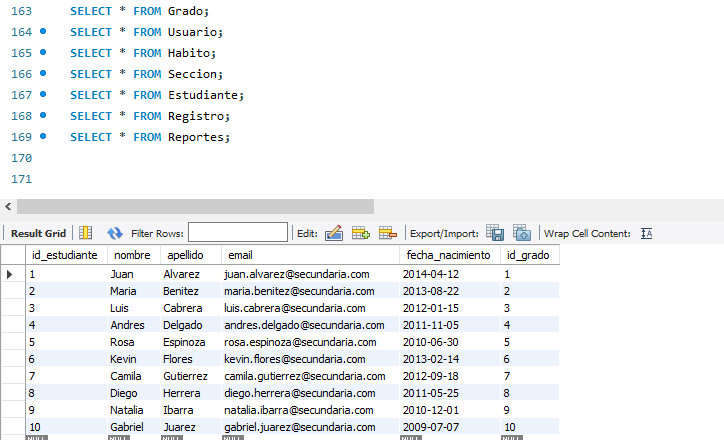 163 SELECT * FROM Grado;
164 SELECT * FROM Usuario;
165 SELECT * FROM Habito;
166 SELECT * FROM Seccion;
167 SELECT * FROM Estudiante;
168 SELECT * FROM Registro;
169 SELECT * FROM Reportes;
170
171
Result Grid Filter Rows: Edit: Export/Import: Wrap Cell Content: IA
id_estudiante nombre apellido email fecha_nacimiento id_grado
1 Juan Alvarez juan.alvarez@secundaria.com 2014-04-12 1
2 Maria Benitez maria.benitez@secundaria.com 2013-08-22 2
3 Luis Cabrera luis.cabrera@secundaria.com 2012-01-15 3
4 Andres Delgado andres.delgado@secundaria.com 2011-11-05 4
5 Rosa Espinoza rosa.espinoza@secundaria.com 2010-06-30 5
6 Kevin Flores kevin.flores@secundaria.com 2013-02-14 6
7 Camila Gutierrez camila.gutierrez@secundaria.com 2012-09-18 7
8 Diego Herrera diego.herrera@secundaria.com 2011-05-25 8
9 Natalia Ibarra natalia.ibarra@secundaria.com 2010-12-01 9
10 Gabriel Juarez gabriel.juarez@secundaria.com 2009-07-07 10
NULL NULL NULL NULL NULL NULL